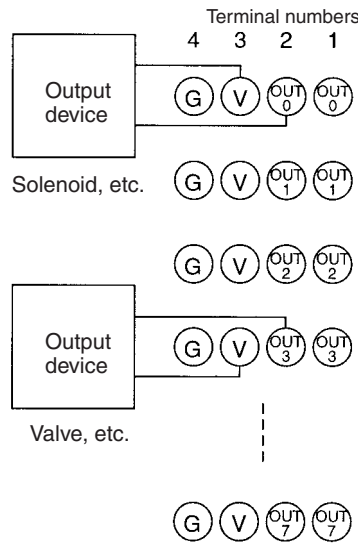 Terminal numbers
4 3 2 1
Output
device
G V OUT 0 OUT 0
Solenoid, etc.
G V OUT 1 OUT 1
G V OUT 2 OUT 2
Output
device
G V OUT 3 OUT 3
Valve, etc.
G V OUT 7 OUT 7